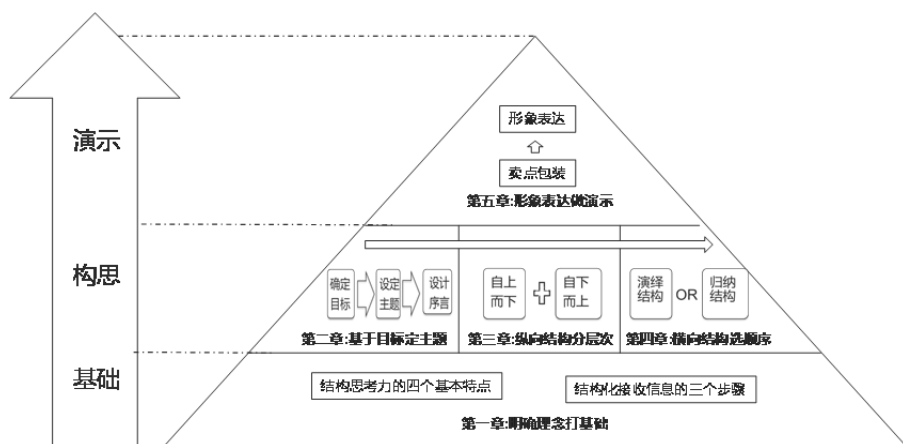 演示
形象表达
卖点包装
第五章:形象表达做演示
构思
确定
目标
设定
主题
设计
序言
第二章:基于目标定主题
自上
而下
自下
而上
第三章:纵向结构分层次
演绎
结构
OR
归纳
结构
第四章:横向结构选顺序
基础
结构思考力的四个基本特点
结构化接收信息的三个步骤
第一章:明确理念打基础